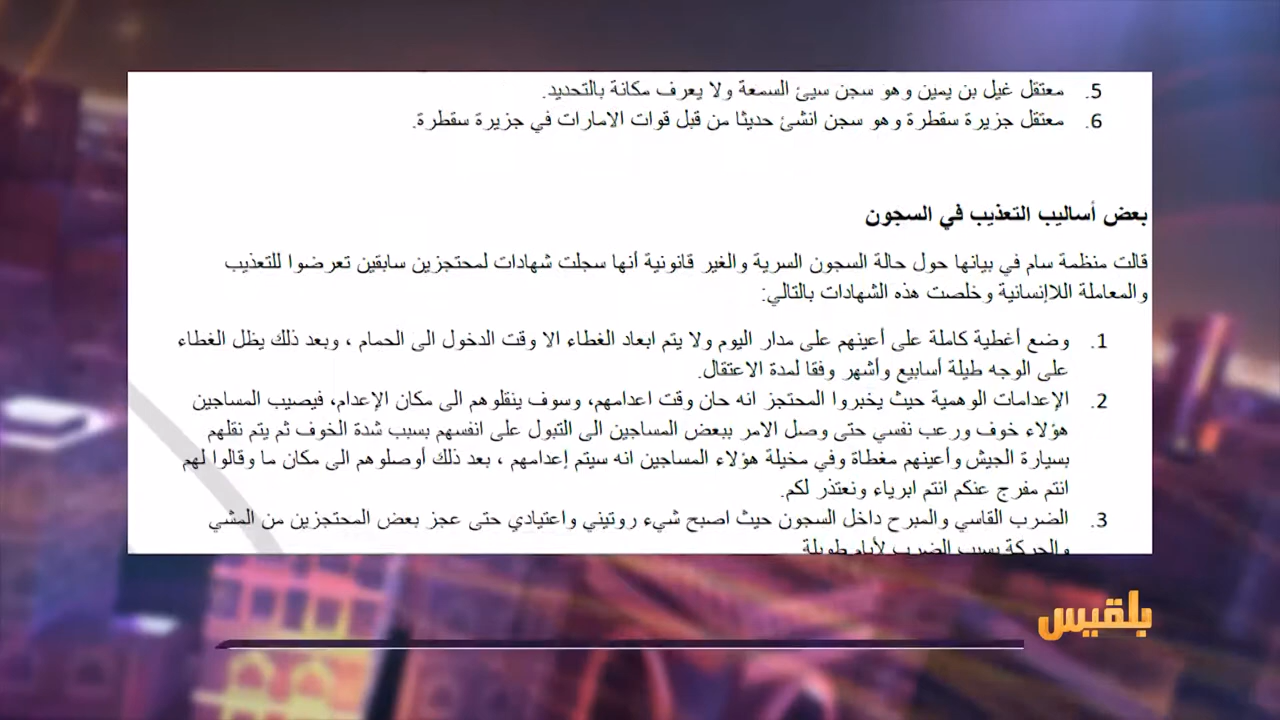 5. معتقل غيل بن يمين وهو سجن سيئ السمعة ولا يعرف مكانة بالتحديد.
6. معتقل جزيرة سقطرة وهو سجن انشئ حديثا من قبل قوات الامارات في جزيرة سقطرة.
بعض أساليب التعذيب في السجون
قالت منظمة سام في بيانها حول حالة السجون السرية والغير قانونية أنها سجلت شهادات لمحتجزين سابقين تعرضوا للتعذيب
والمعاملة اللاإنسانية وخلصت هذه الشهادات بالتالي:
1. وضع أغطية كاملة على أعينهم على مدار اليوم ولا يتم ابعاد الغطاء الا وقت الدخول الى الحمام ، وبعد ذلك يظل الغطاء
على الوجه طيلة أسابيع وأشهر وفقا لمدة الاعتقال.
2. الإعدامات الوهمية حيث يخبروا المحتجز انه حان وقت اعدامهم، وسوف ينقلوهم الى مكان الإعدام، فيصيب المساجين
هؤلاء خوف ورعب نفسي حتى وصل الامر ببعض المساجين الى التبول على انفسهم بسبب شدة الخوف ثم يتم نقلهم
بسيارة الجيش وأعينهم مغطاة وفي مخيلة هؤلاء المساجين انه سيتم إعدامهم ، بعد ذلك أوصلوهم الى مكان ما وقالوا لهم
انتم مفرج عنكم انتم ابرياء ونعتذر لكم.
3. الضرب القاسي والمبرح داخل السجون حيث اصبح شيء روتيني واعتيادي حتى عجز بعض المحتجزين من المشي
والحركة بسبب الضرب لأيام طويلة
بلقيس